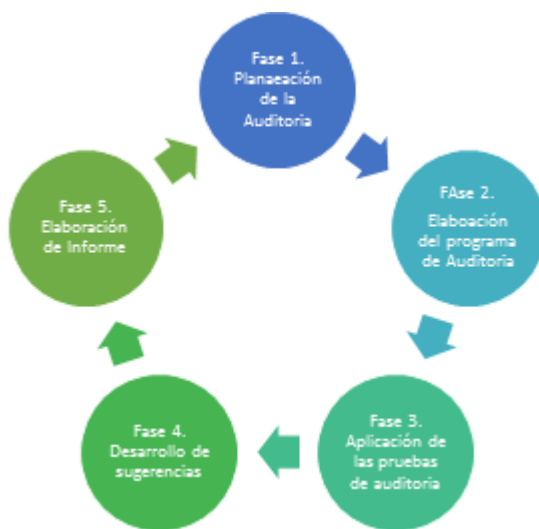 Fase 1.
Planaeación
de la
Auditoria
FAse 2.
Elaboación
del programa
de Auditoria
Fase 3.
Aplicación de
las pruebas
de auditoria
Fase 4.
Desarrollo de
sugerencias
Fase 5.
Elaboración
de Informe